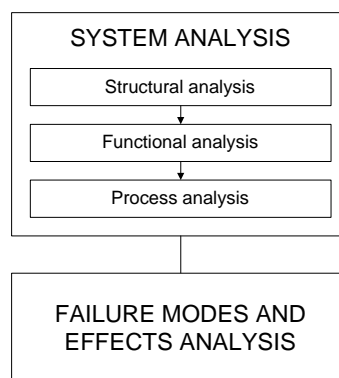 SYSTEM ANALYSIS
Structural analysis
Functional analysis
Process analysis
FAILURE MODES AND
EFFECTS ANALYSIS